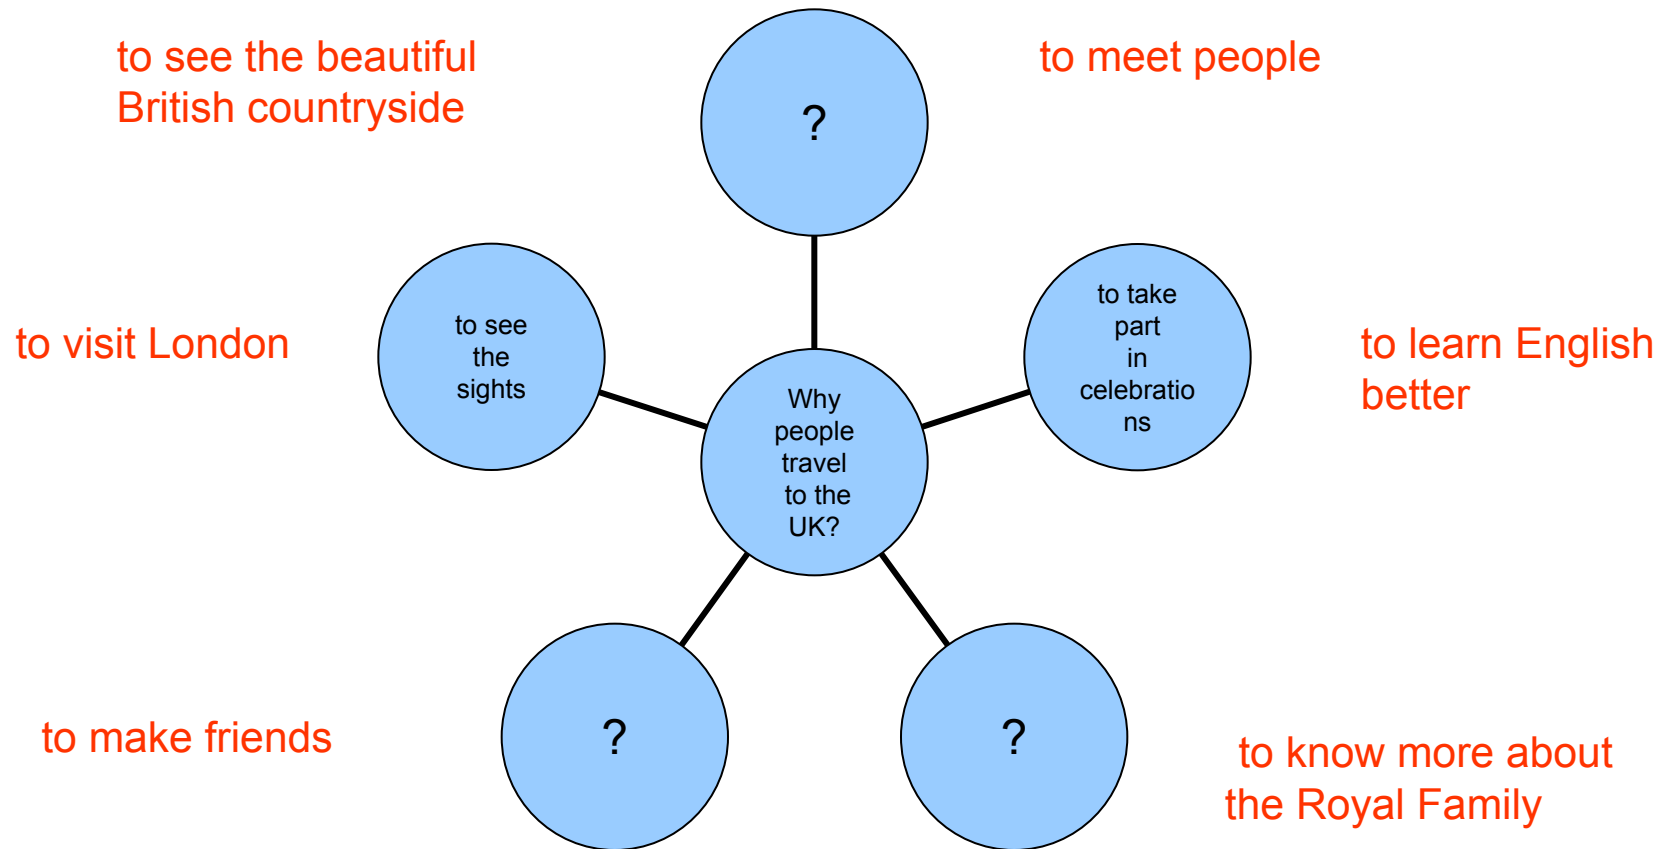 to see the beautiful
British countryside
?
to meet people
to visit London
to see
the
sights
to take
part
in
celebratio
ns
to learn English
better
Why
people
travel
to the
UK?
to make friends
?
?
to know more about
the Royal Family